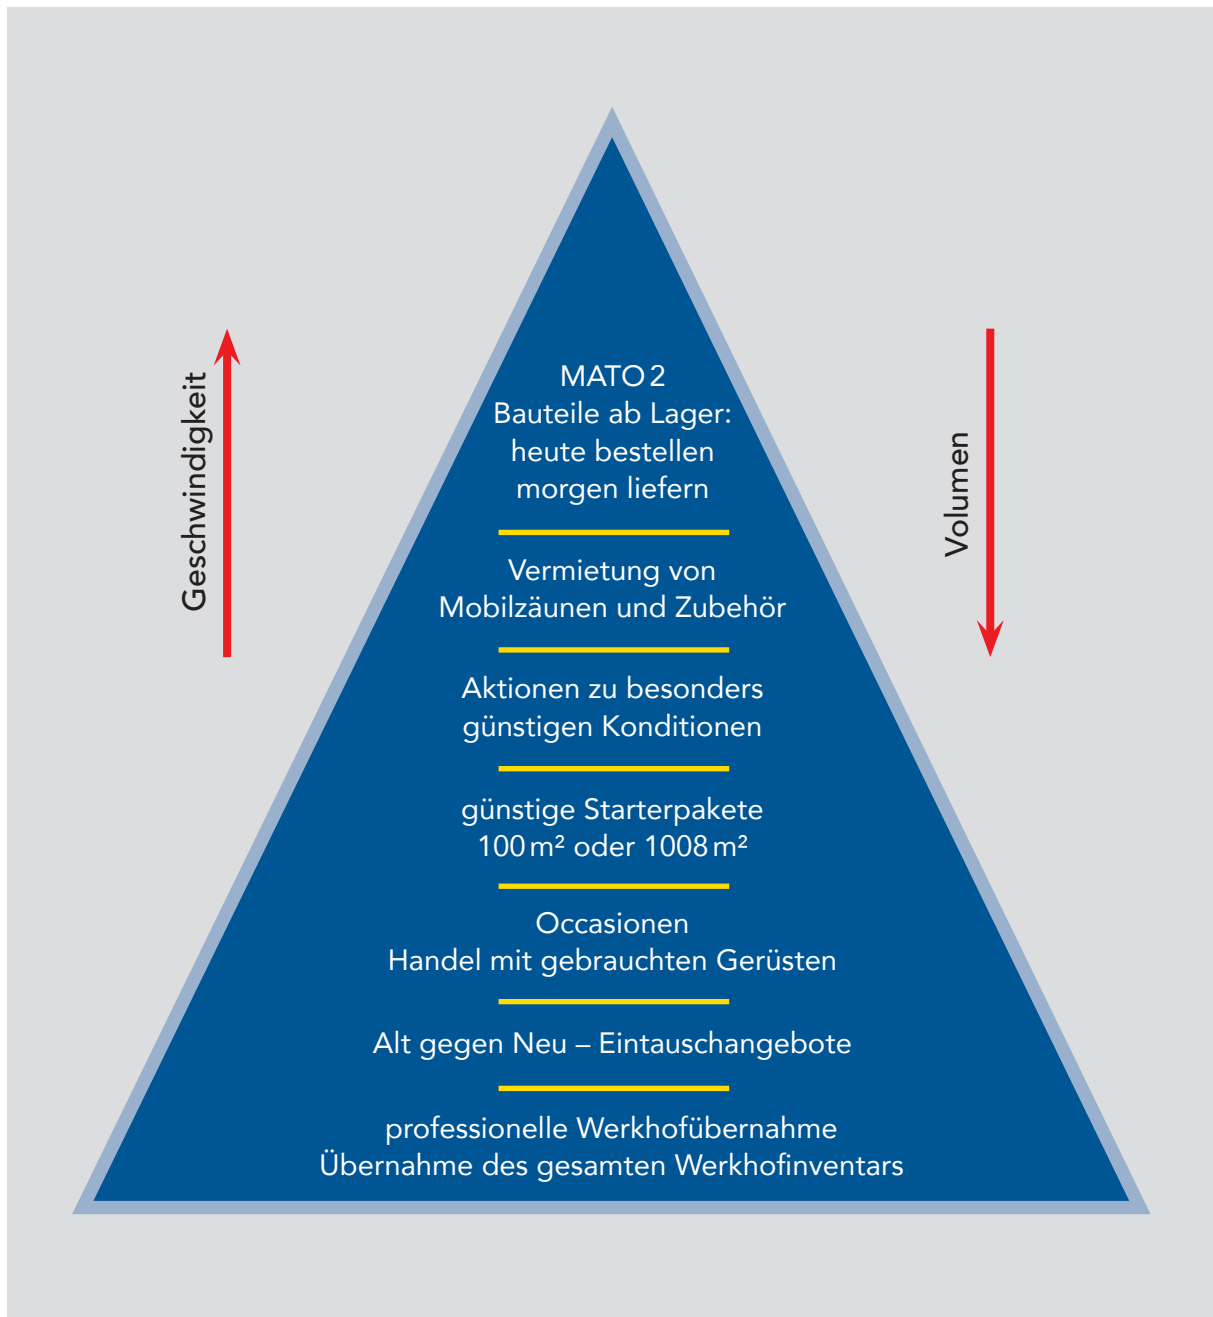 Geschwindigkeit
MATO 2
Bauteile ab Lager:
heute bestellen
morgen liefern
Volumen
Vermietung von
Mobilzäunen und Zubehör
Aktionen zu besonders
günstigen Konditionen
günstige Starterpakete
100 m² oder 1008 m²
Occasionen
Handel mit gebrauchten Gerüsten
Alt gegen Neu – Eintauschangebote
professionelle Werkhofübernahme
Übernahme des gesamten Werkhofinventars